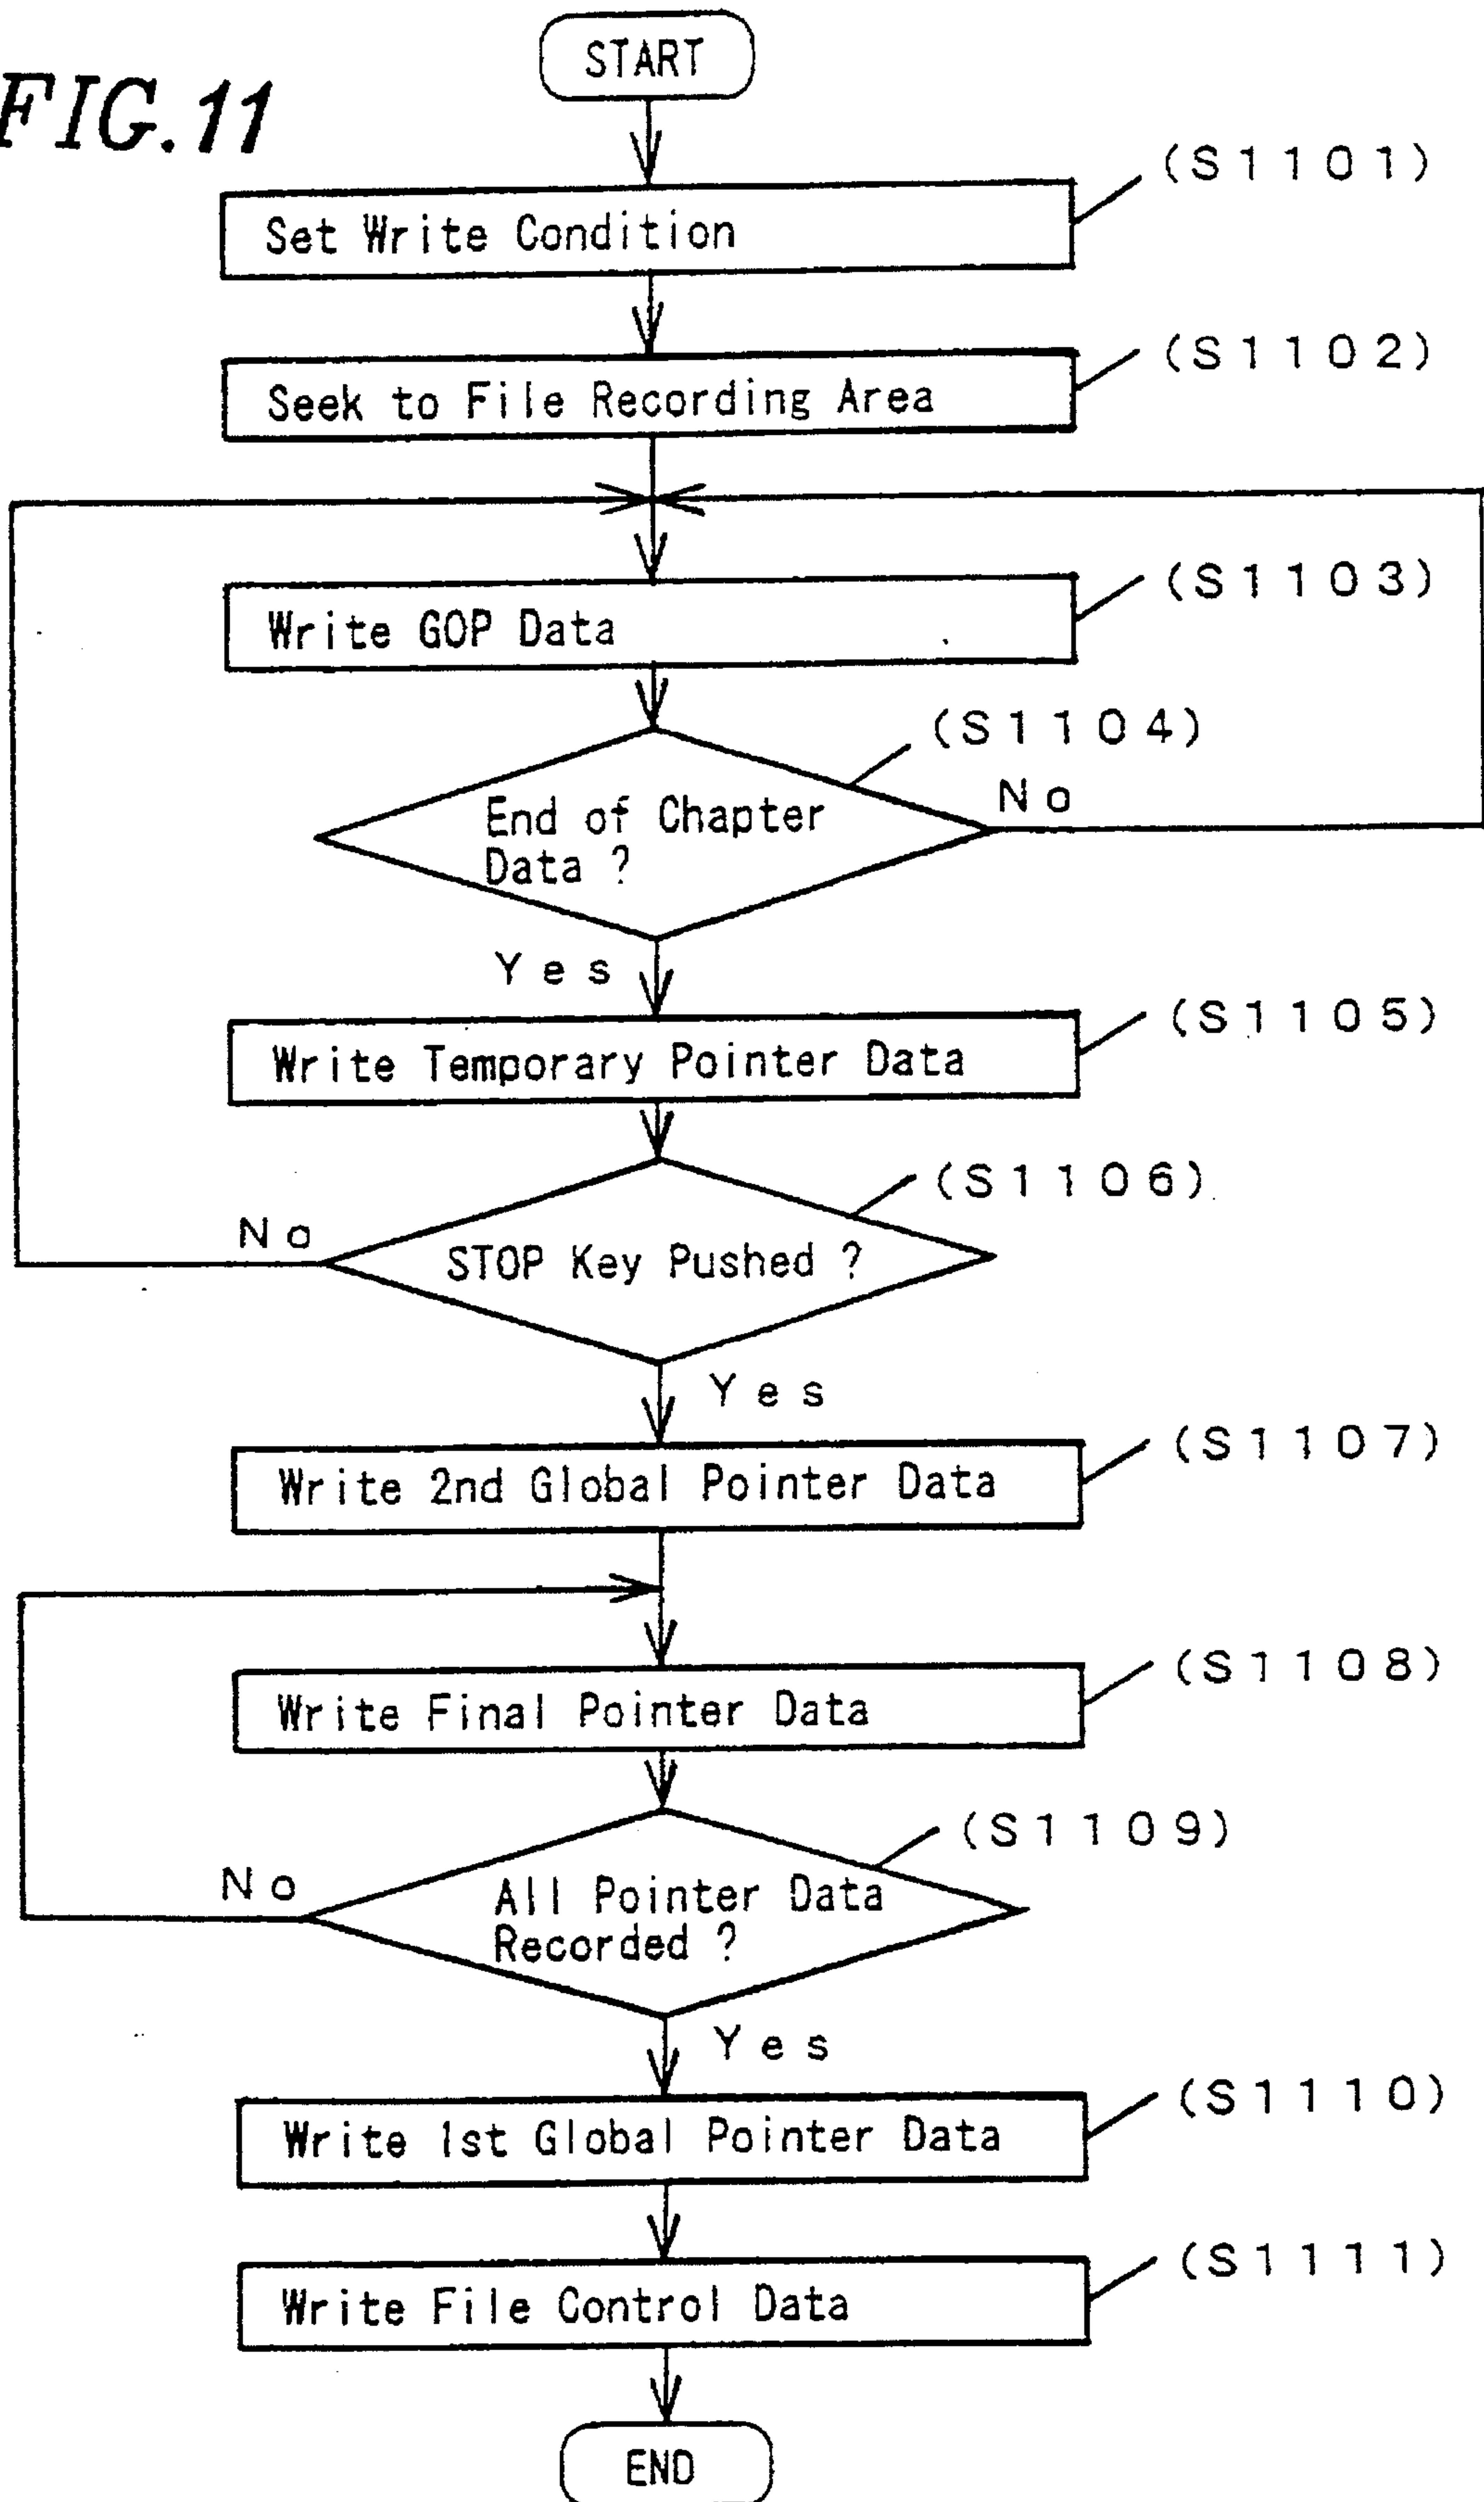 START
FIG.11
(S1101)
Set Write Condition
(S1102)
Seek to File Recording Area
(S1103)
Write GOP Data
(S1104)
No
End of Chapter
Data ?
Yes
(S1105)
Write Temporary Pointer Data
(S1106)
No
STOP Key Pushed ?
Yes
(S1107)
Write 2nd Global Pointer Data
(S1108)
Write Final Pointer Data
(S1109)
No
All Pointer Data
Recorded ?
Yes
(S1110)
Write 1st Global Pointer Data
(S1111)
Write File Control Data
END